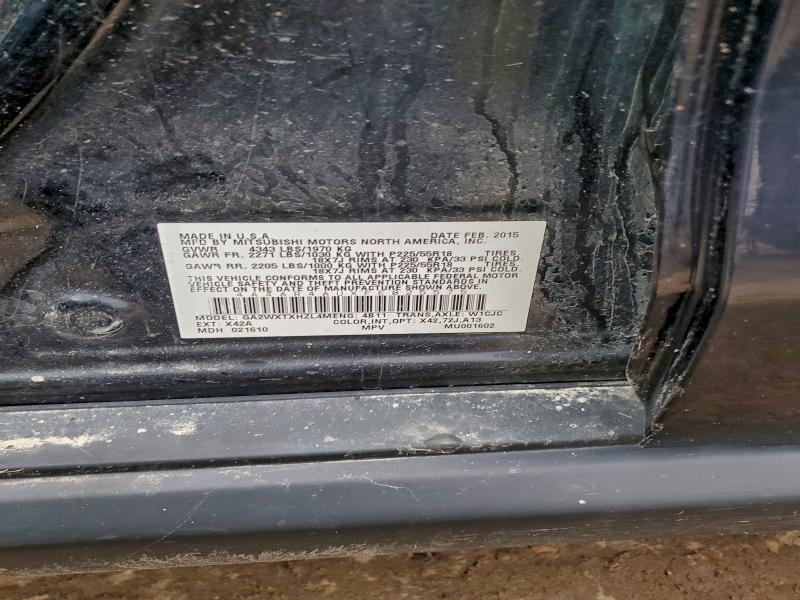 MADE IN U.S.A. DATE FEB. 2015
MFD BY MITSUBISHI MOTORS NORTH AMERICA, INC.
GVWR 4343 LBS/1970 KG
GAWR FR. 2271 LBS/1030 KG WITH P225/55R18 TIRES,
18X7J RIMS AT 230 KPA/33 PSI COLD.
GAWR RR. 2205 LBS/1000 KG WITH P225/55R18 TIRES,
18X7J RIMS AT 230 KPA/33 PSI COLD.
THIS VEHICLE CONFORMS TO ALL APPLICABLE FEDERAL MOTOR
VEHICLE SAFETY AND THEFT PREVENTION STANDARDS IN
EFFECT ON THIS DATE OF MANUFACTURE SHOWN ABOVE.
MODEL: GA2WXTXHZL4M ENG: 4B11 TRANS,AXLE: W1CJC
EXT: X42A COLOR,INT,OPT: X42,72J,A13
MDH 021610 MPV MU001602